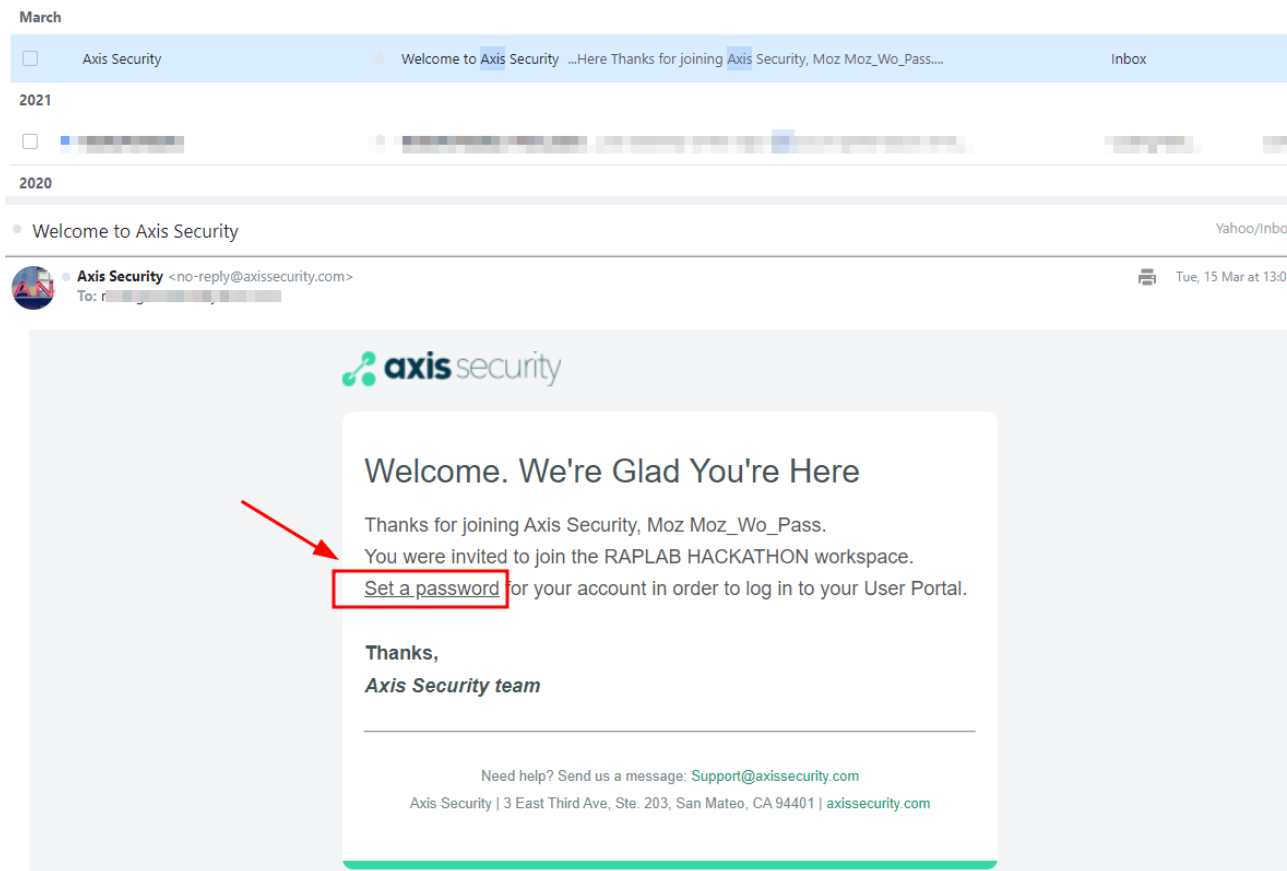 March
Axis Security Welcome to Axis Security ...Here Thanks for joining Axis Security, Moz Moz_Wo_Pass.... Inbox
2021
2020
Welcome to Axis Security Yahoo/Inbo
Axis Security <no-reply@axissecurity.com> Tue, 15 Mar at 13:0
To:
axis security
Welcome. We're Glad You're Here
Thanks for joining Axis Security, Moz Moz_Wo_Pass.
You were invited to join the RAPLAB HACKATHON workspace.
Set a password for your account in order to log in to your User Portal.
Thanks,
Axis Security team
Need help? Send us a message: Support@axissecurity.com
Axis Security | 3 East Third Ave, Ste. 203, San Mateo, CA 94401 | axissecurity.com